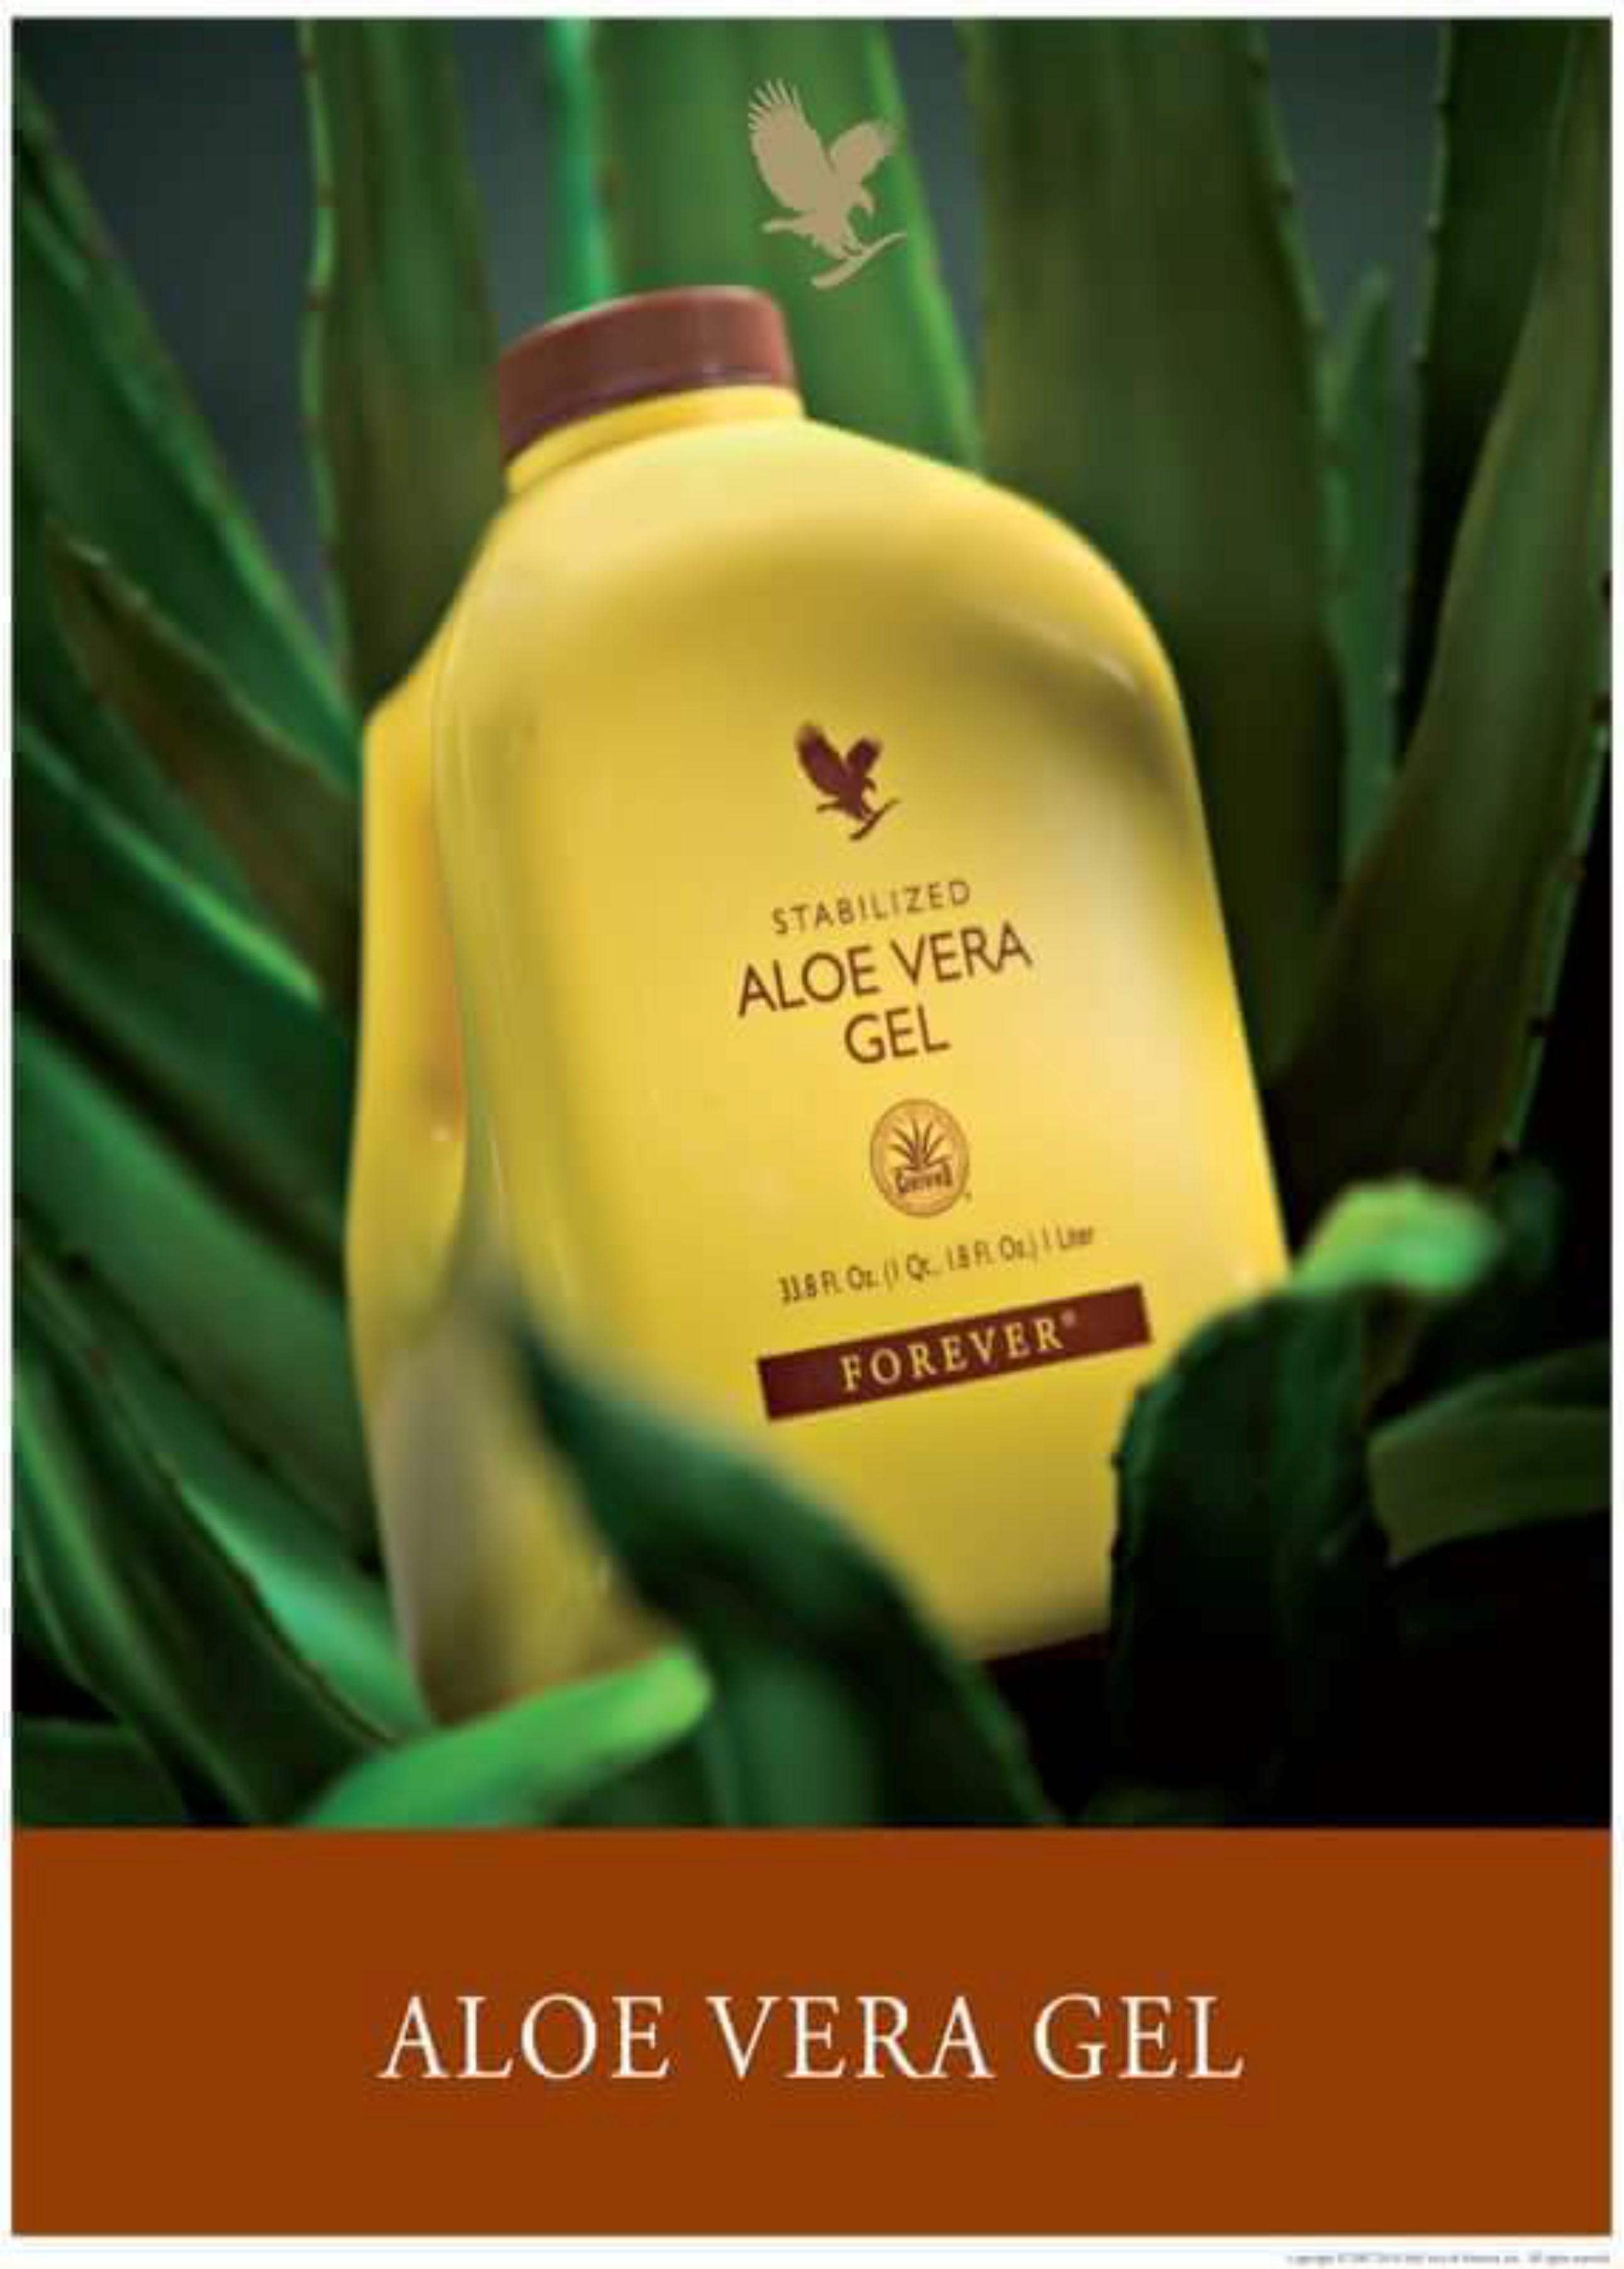 STABILIZED
ALOE VERA
GEL
33.8 Fl. Oz. (1 Qt., 1.8 Fl. Oz.) 1 Liter
FOREVER®
ALOE VERA GEL